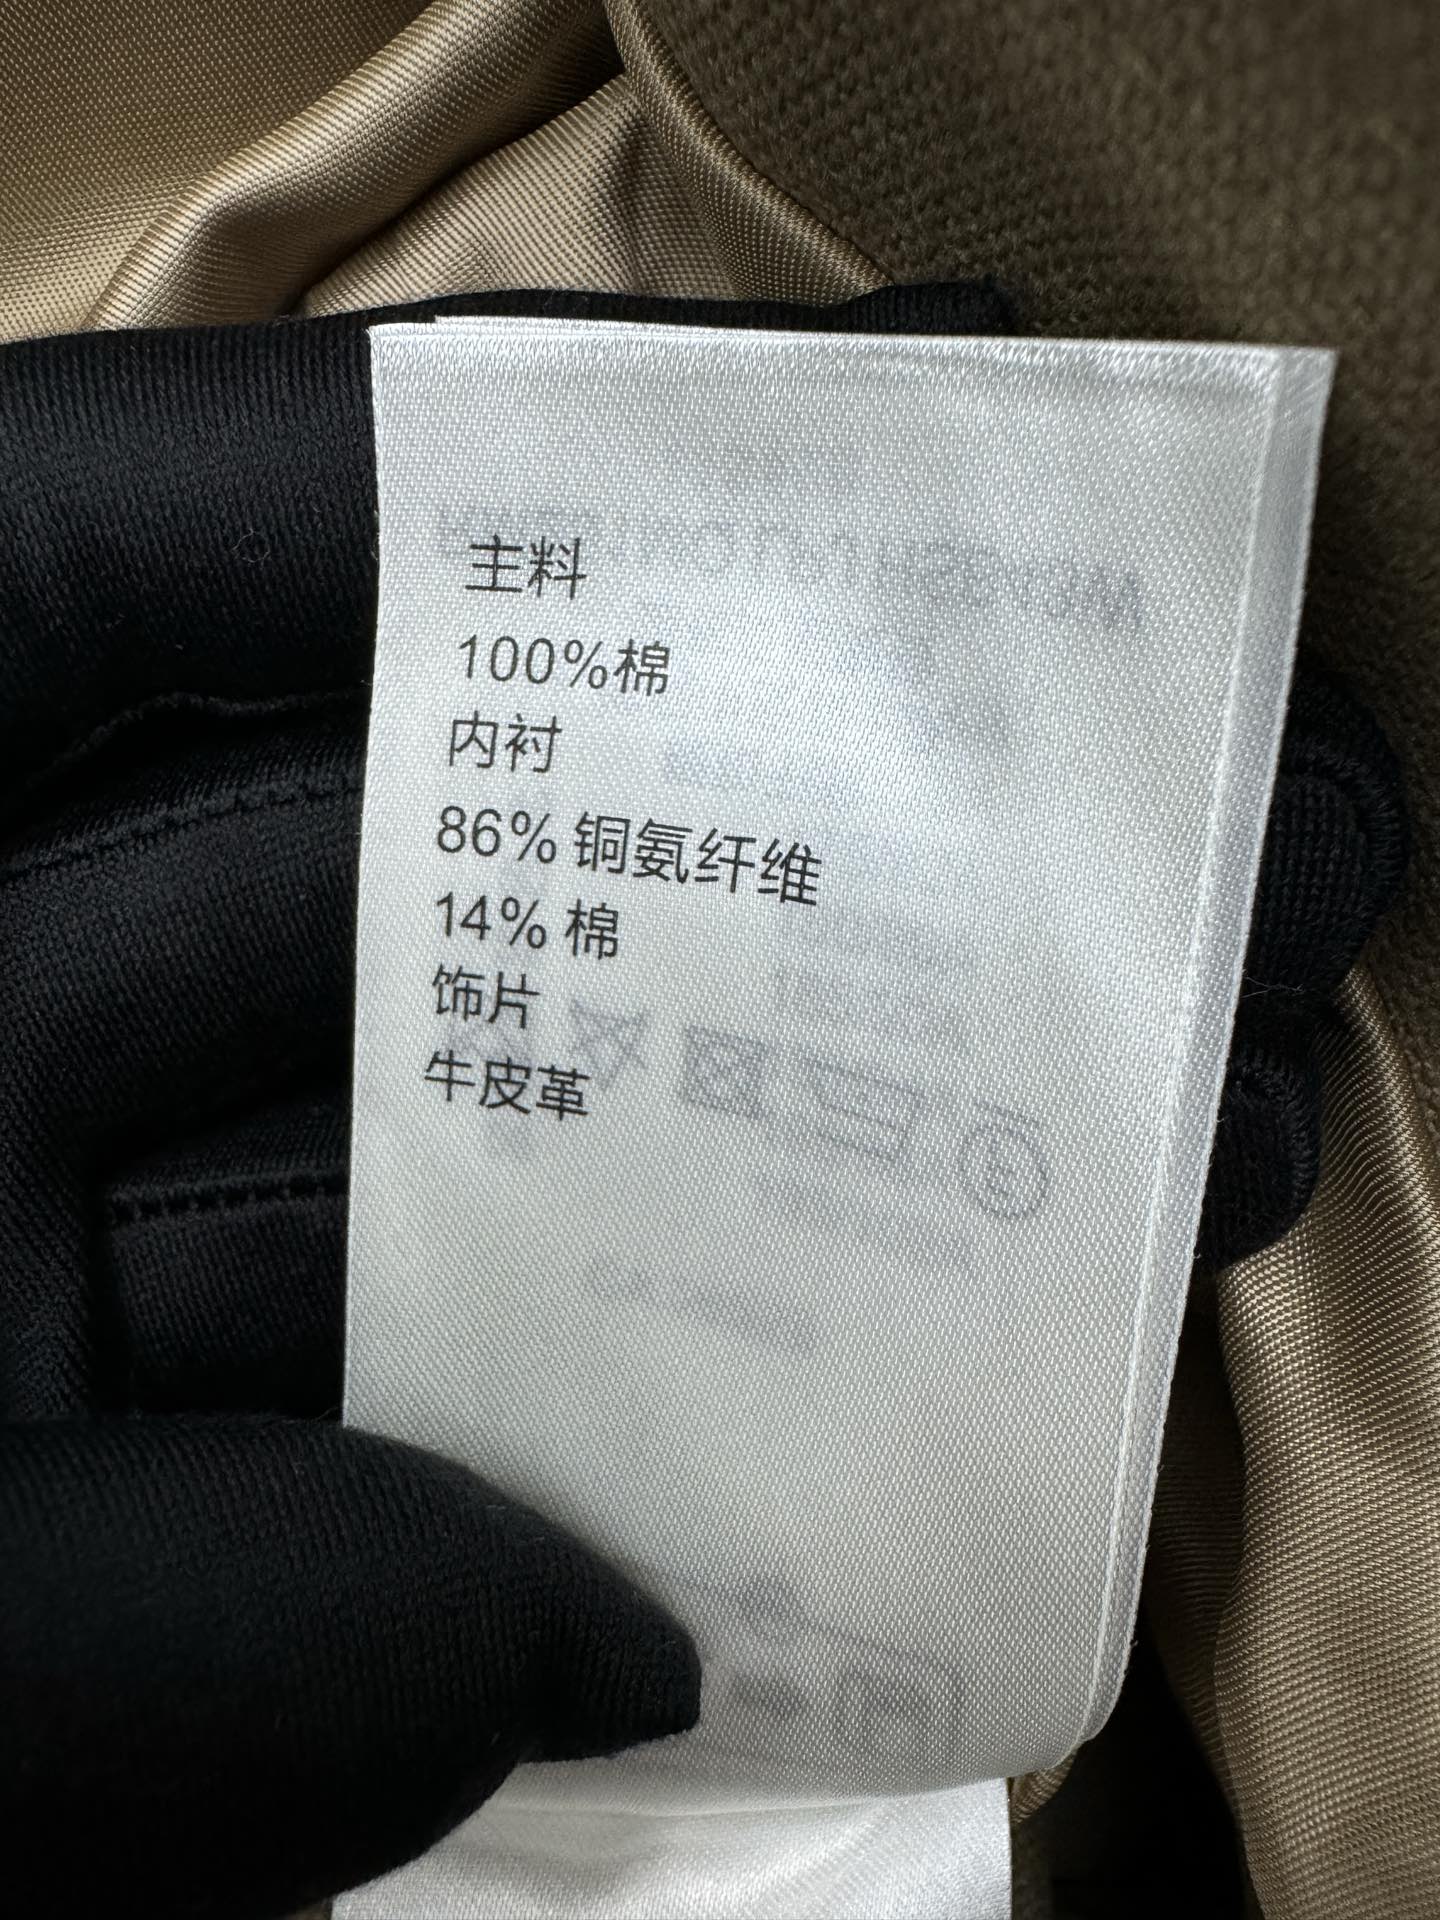 主料
100%棉
内衬
86% 铜氨纤维
14% 棉
饰片
牛皮革